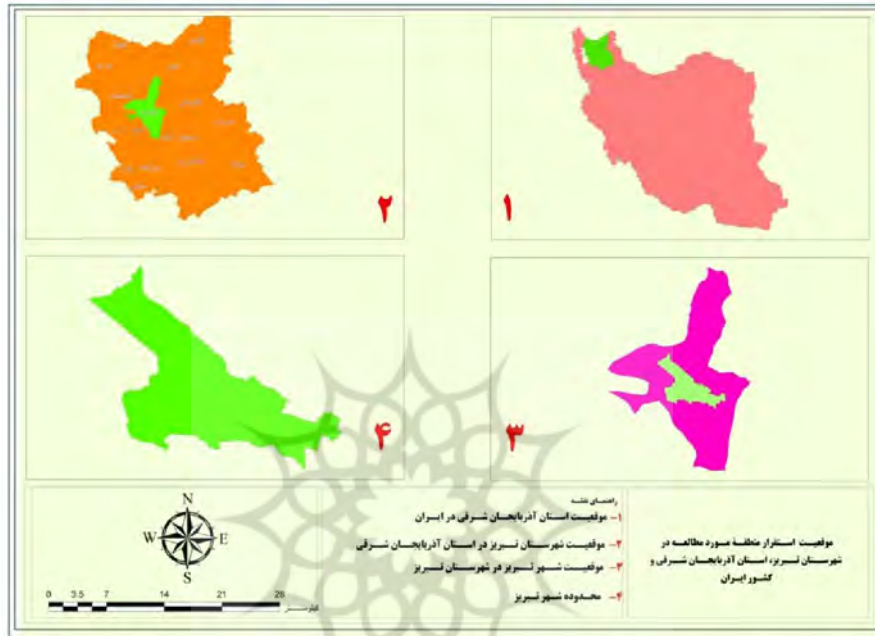 ۲
۱
۴
۳
راهنمای نقشه
۱- موقعیت استان آذربایجان شرقی در ایران
۲- موقعیت شهرستان تبریز در استان آذربایجان شرقی
۳- موقعیت شهر تبریز در شهرستان تبریز
۴- محدوده شهر تبریز
موقعیت استقرار منطقهٔ مورد مطالعه در
شهرستان تبریز، استان آذربایجان شرقی و
کشور ایران
N
W E
S
0 3.5 7 14 21 28
کیلومتر